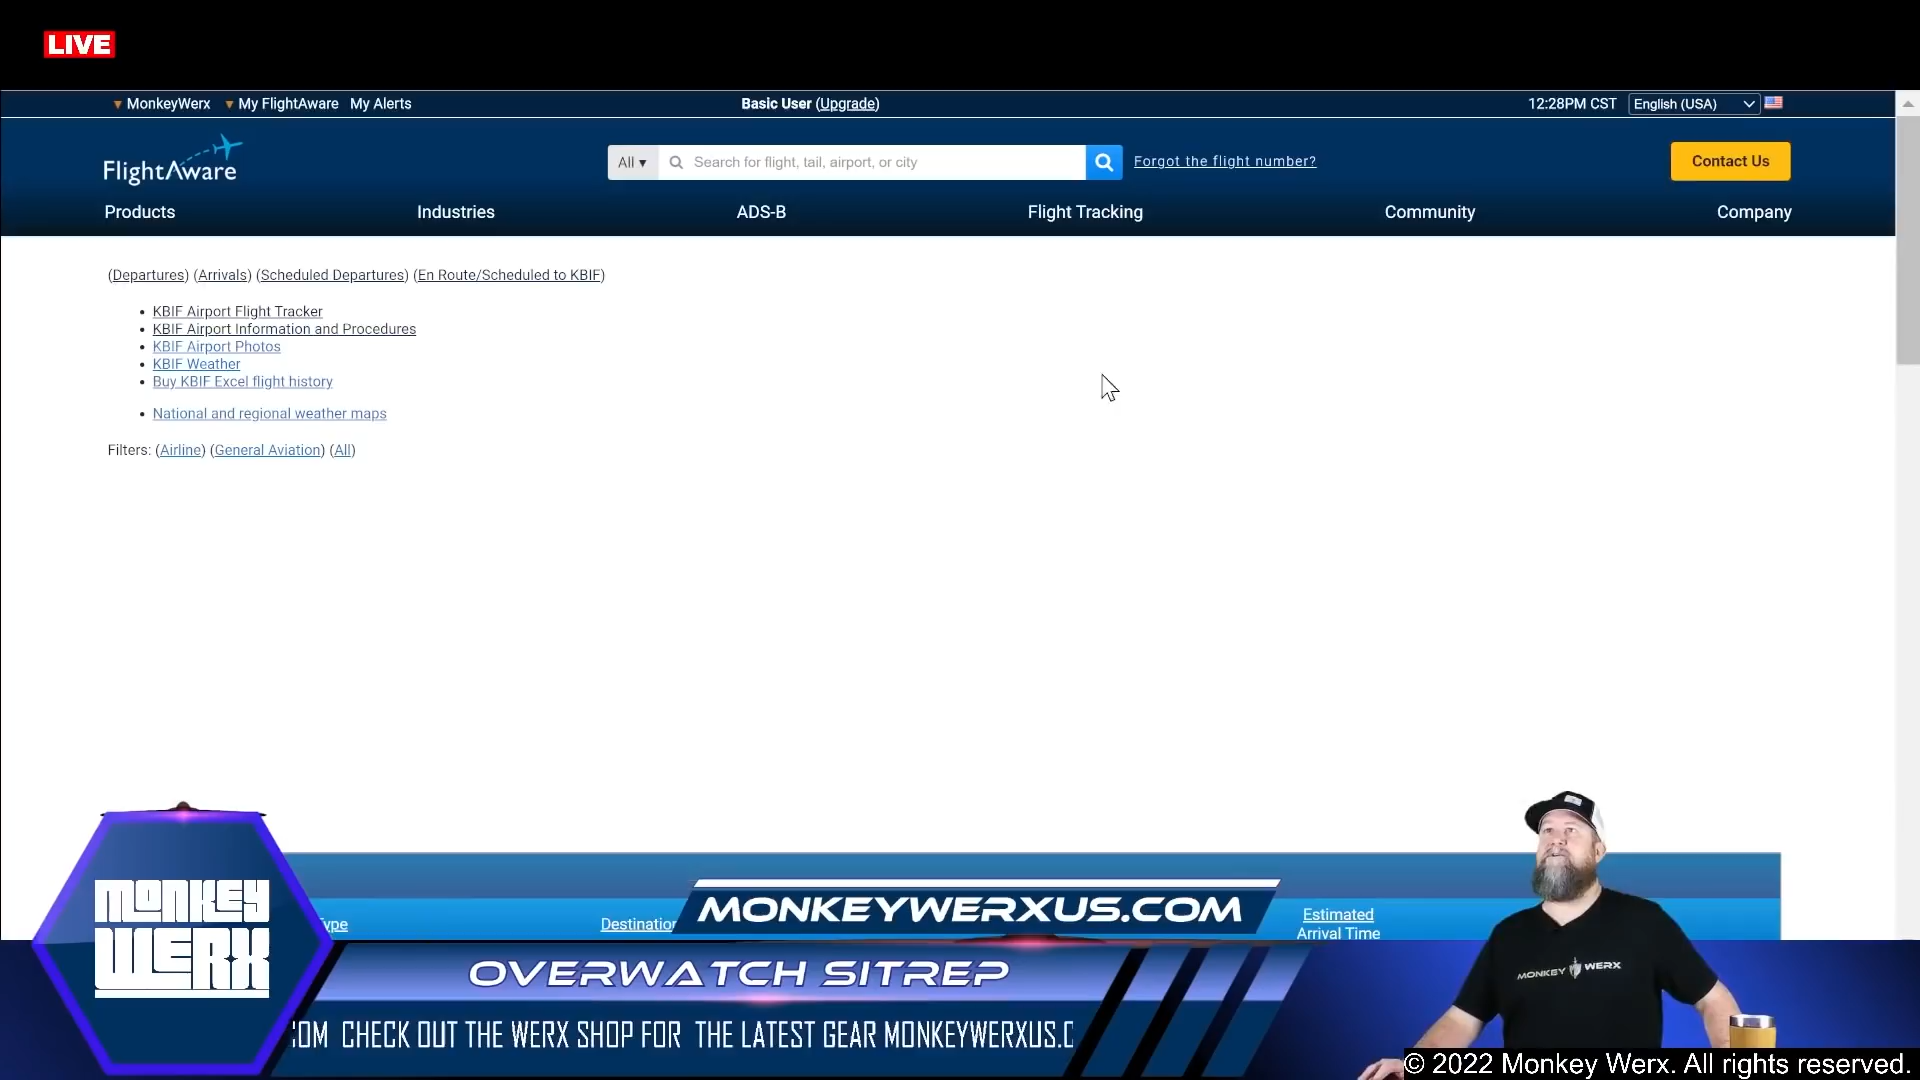 LIVE
MonkeyWerx My FlightAware My Alerts Basic User (Upgrade) 12:28PM CST English (USA)
FlightAware All Search for flight, tail, airport, or city Forgot the flight number? Contact Us
Products Industries ADS-B Flight Tracking Community Company
(Departures) (Arrivals) (Scheduled Departures) (En Route/Scheduled to KBIF)
• KBIF Airport Flight Tracker
• KBIF Airport Information and Procedures
• KBIF Airport Photos
• KBIF Weather
• Buy KBIF Excel flight history
• National and regional weather maps
Filters: (Airline) (General Aviation) (All)
MONKEY
WERX
MONKEYWERXUS.COM
Estimated
Arrival Time
OVERWATCH SITREP
MONKEY WERX
CHECK OUT THE WERX SHOP FOR THE LATEST GEAR
© 2022 Monkey Werx. All rights reserved.